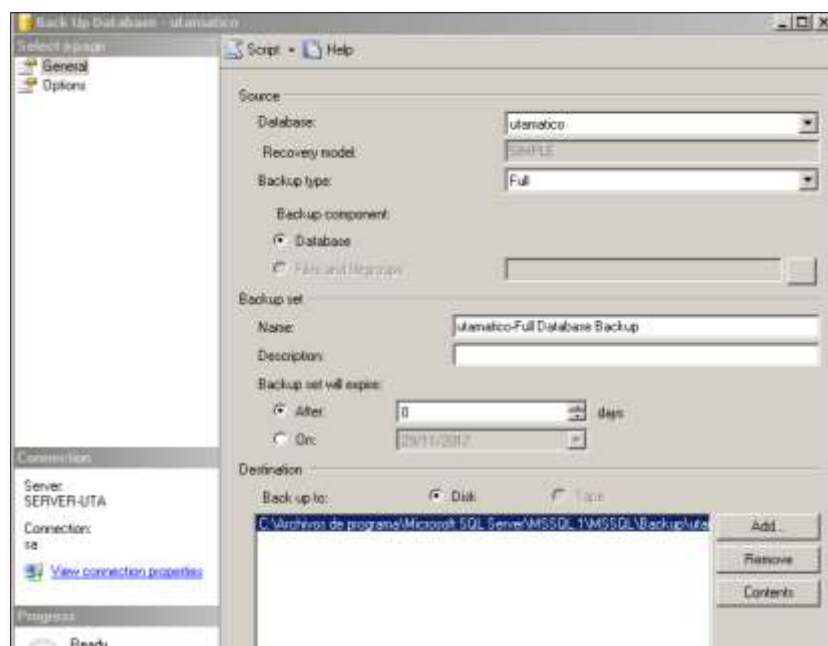 Back Up Database - utamatico
Select a page
General
Options
Script
Help
Source
Database:
utamatico
Recovery model:
SIMPLE
Backup type:
Full
Backup component:
Database
Files and filegroups:
Backup set
Name:
utamatico-Full Database Backup
Description:
Backup set will expire:
After:
0
days
On:
29/11/2017
Destination
Back up to:
Disk
Tape
C:\Archivos de programa\Microsoft SQL Server\MSSQL.1\MSSQL\Backup\uta
Add...
Remove
Contents
Connection
Server:
SERVER-UTA
Connection:
sa
View connection properties
Progress
Ready